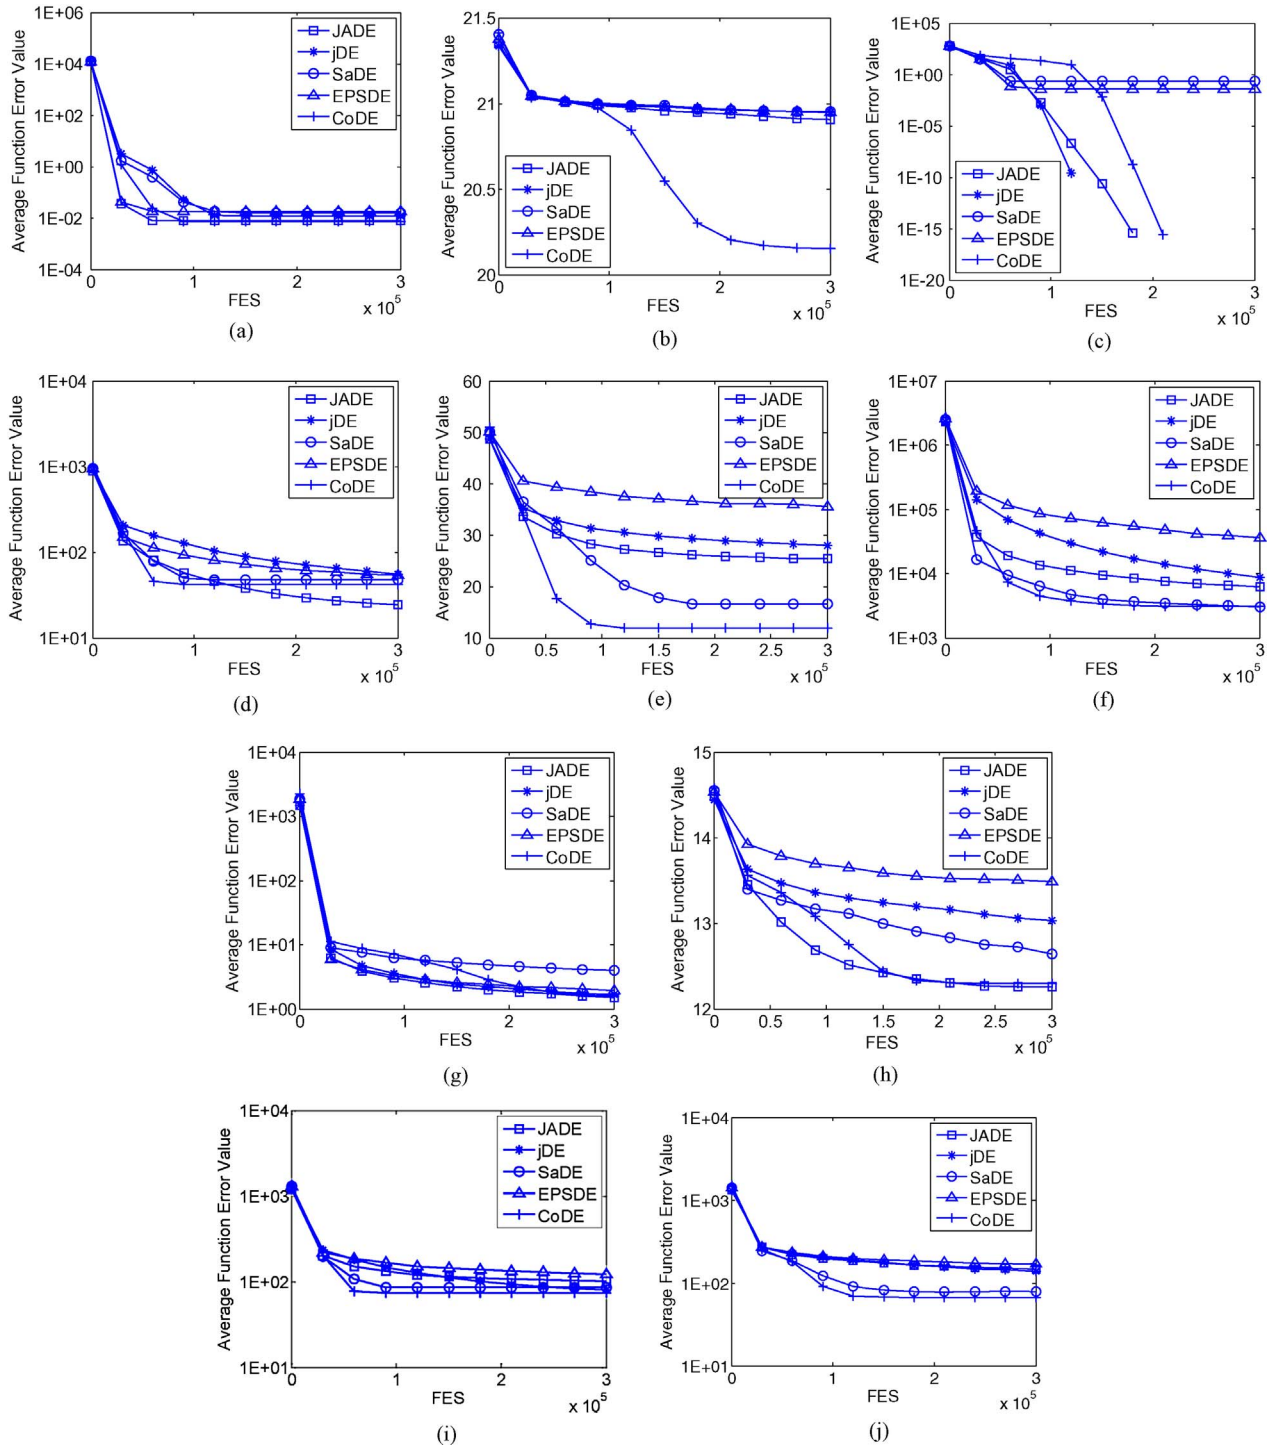 1E+06
1E+04
1E+02
1E+00
1E-02
1E-04
Average Function Error Value
JADE
jDE
SaDE
EPSDE
CoDE
0 1 2 3
FES
x 10^5
(a)
21.5
21
20.5
20
Average Function Error Value
JADE
jDE
SaDE
EPSDE
CoDE
0 1 2 3
FES
x 10^5
(b)
1E+05
1E+00
1E-05
1E-10
1E-15
1E-20
Average Function Error Value
JADE
jDE
SaDE
EPSDE
CoDE
0 1 2 3
FES
x 10^5
(c)
1E+04
1E+03
1E+02
1E+01
Average Function Error Value
JADE
jDE
SaDE
EPSDE
CoDE
0 1 2 3
FES
x 10^5
(d)
60
50
40
30
20
10
Average Function Error Value
JADE
jDE
SaDE
EPSDE
CoDE
0 0.5 1 1.5 2 2.5 3
FES
x 10^5
(e)
1E+07
1E+06
1E+05
1E+04
1E+03
Average Function Error Value
JADE
jDE
SaDE
EPSDE
CoDE
0 1 2 3
FES
x 10^5
(f)
1E+04
1E+03
1E+02
1E+01
1E+00
Average Function Error Value
JADE
jDE
SaDE
EPSDE
CoDE
0 1 2 3
FES
x 10^5
(g)
15
14
13
12
Average Function Error Value
JADE
jDE
SaDE
EPSDE
CoDE
0 0.5 1 1.5 2 2.5 3
FES
x 10^5
(h)
1E+04
1E+03
1E+02
1E+01
Average Function Error Value
JADE
jDE
SaDE
EPSDE
CoDE
0 1 2 3
FES
x 10^5
(i)
1E+04
1E+03
1E+02
1E+01
Average Function Error Value
JADE
jDE
SaDE
EPSDE
CoDE
0 1 2 3
FES
x 10^5
(j)